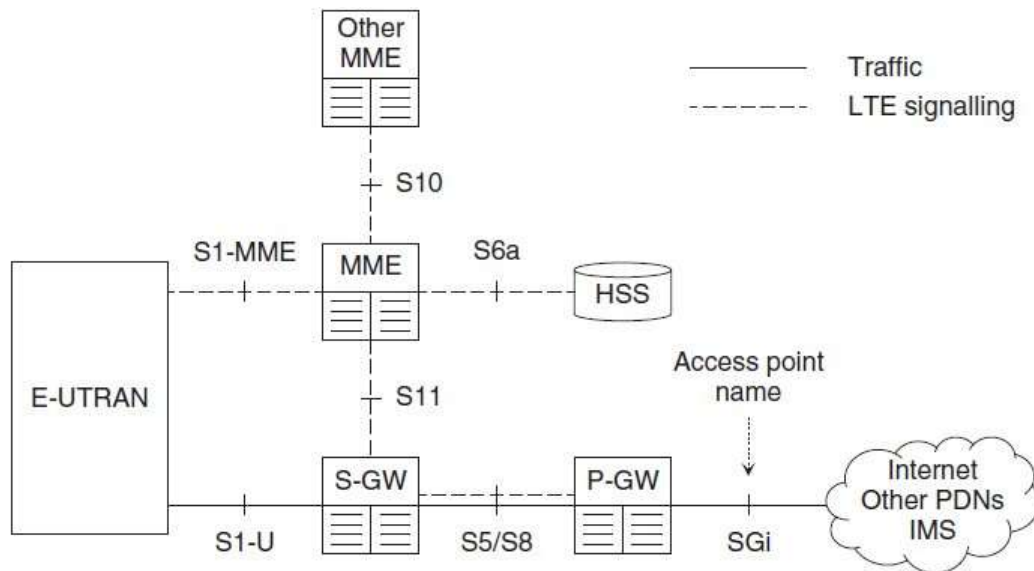 Other
MME
Traffic
LTE signalling
S10
S1-MME
MME
S6a
HSS
E-UTRAN
S11
Access point
name
S-GW
P-GW
Internet
Other PDNs
IMS
S1-U
S5/S8
SGi